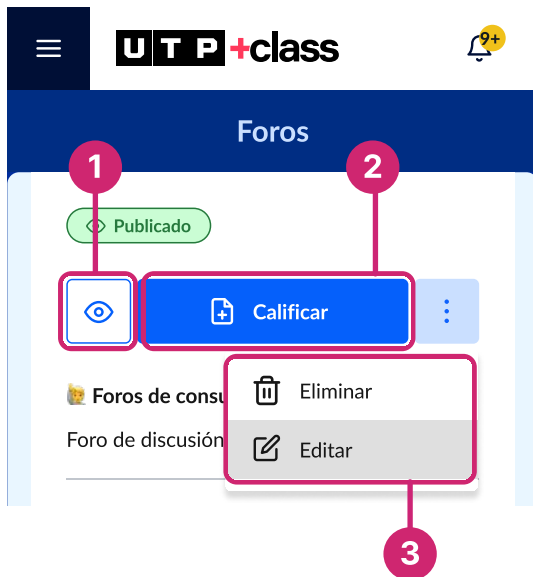 UTP+class
9+
Foros
1
2
Publicado
Calificar
Foros de consu
Eliminar
Foro de discusión
Editar
3